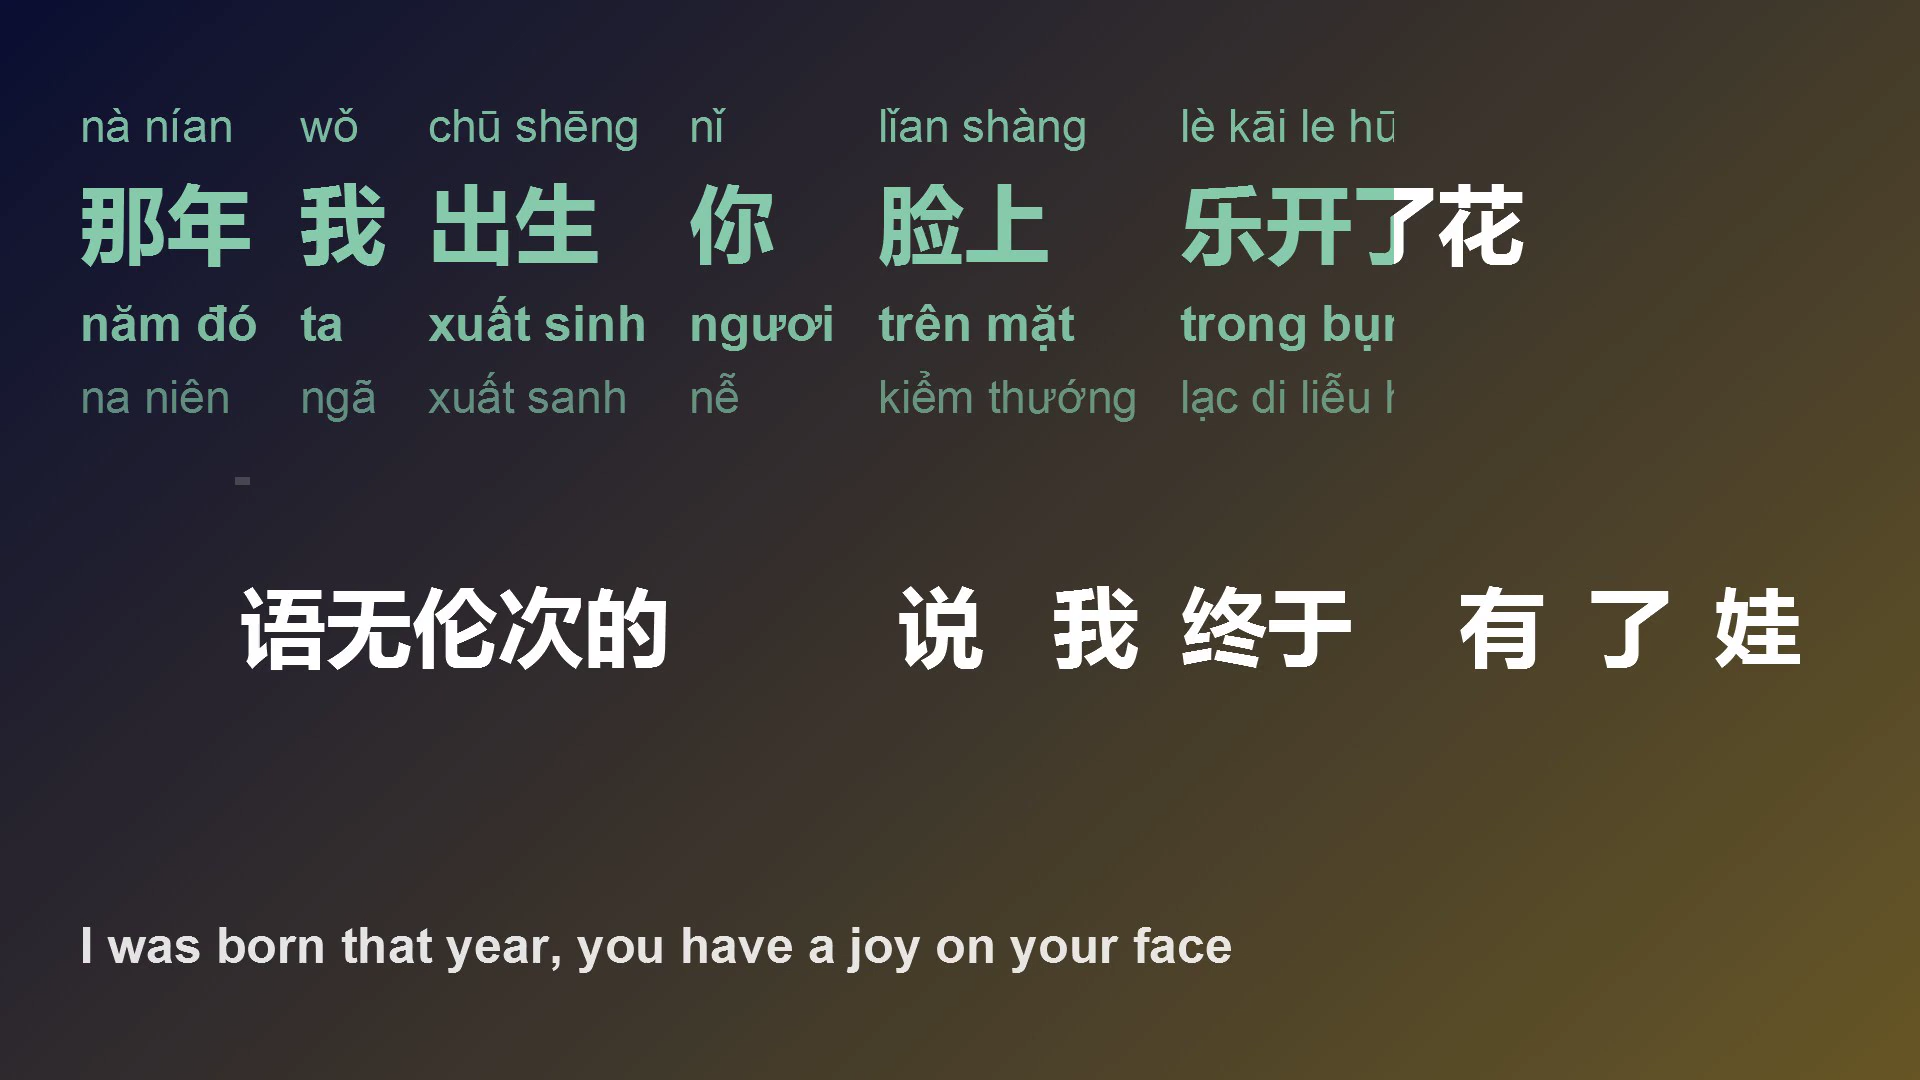 nà nían wǒ chū shēng nǐ lǐan shàng lè kāi le hū
那年 我 出生 你 脸上 乐开了花
năm đó ta xuất sinh ngươi trên mặt trong
na niên ngã xuất sanh nễ kiểm thướng lạc di liễu
-
语无伦次的 说 我 终于 有 了 娃
I was born that year, you have a joy on your face